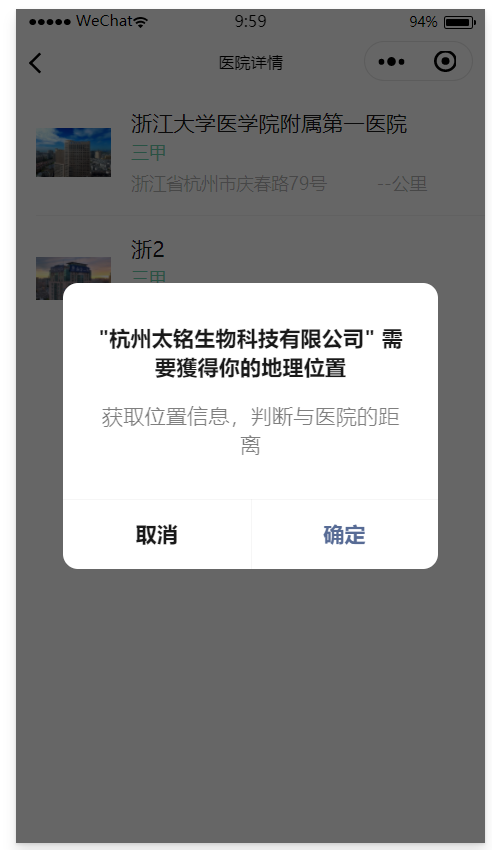 WeChat 9:59 94%
医院详情
浙江大学医学院附属第一医院
三甲
浙江省杭州市庆春路79号 --公里
浙2
三甲
"杭州太铭生物科技有限公司" 需
要獲得你的地理位置
获取位置信息，判断与医院的距
离
取消 确定